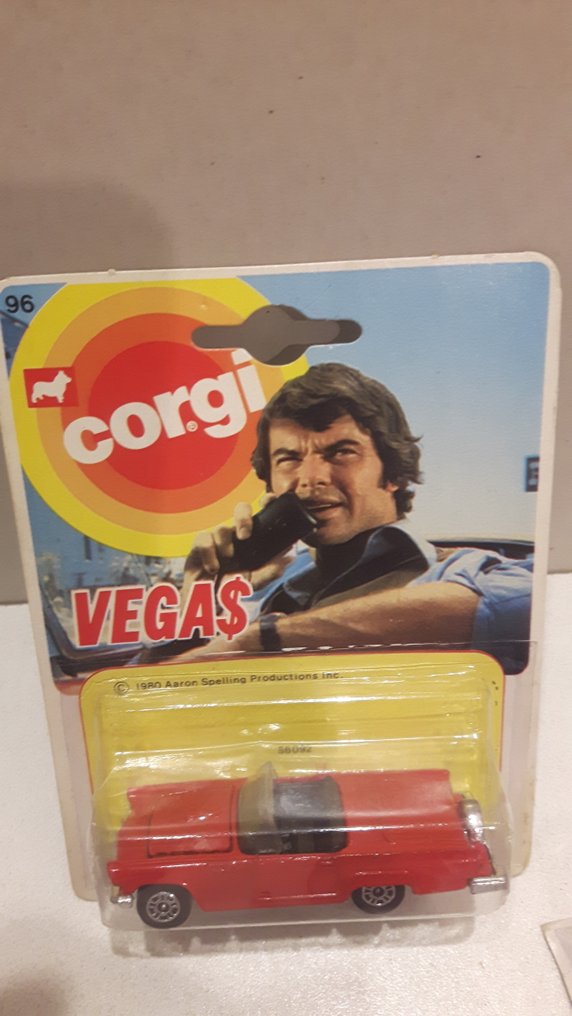 96
corgi®
VEGA$
© 1980 Aaron Spelling Productions Inc.